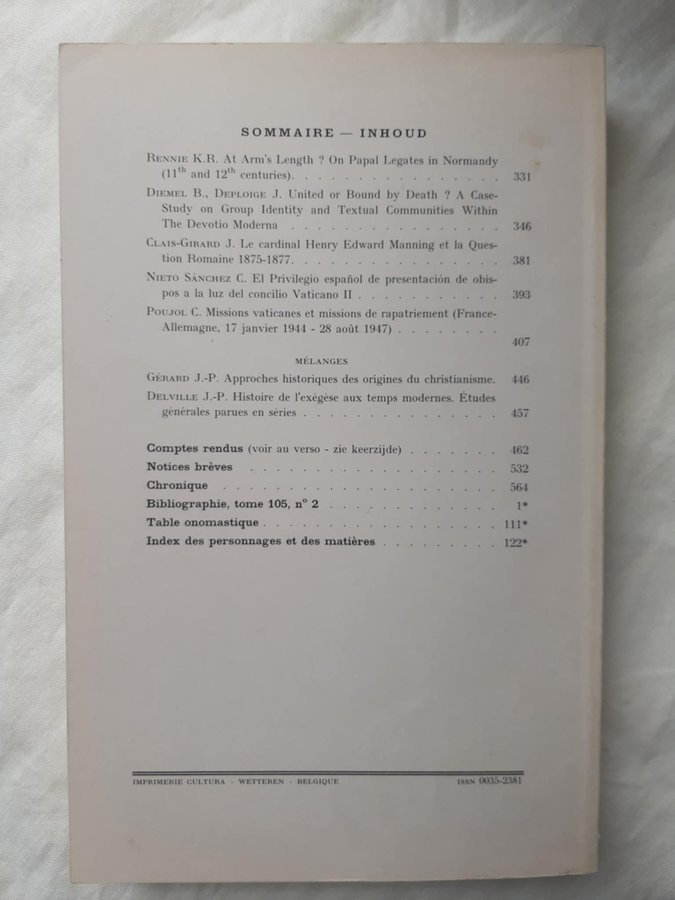 SOMMAIRE — INHOUD
RENNIE K.R. At Arm's Length ? On Papal Legates in Normandy
(11th and 12th centuries). . . . . . . . . . . . . . . . 331
DIEMEL B., DEPLOIGE J. United or Bound by Death ? A Case-
Study on Group Identity and Textual Communities Within
The Devotio Moderna . . . . . . . . . . . . . . . . 346
CLAIS-GIRARD J. Le cardinal Henry Edward Manning et la Ques-
tion Romaine 1875-1877. . . . . . . . . . . . . . . . 381
NIETO SÁNCHEZ C. El Privilegio español de presentación de obis-
pos a la luz del concilio Vaticano II . . . . . . . . . . . 393
POUJOL C. Missions vaticanes et missions de rapatriement (France-
Allemagne, 17 janvier 1944 - 28 août 1947) . . . . . . . .
407
MÉLANGES
GÉRARD J.-P. Approches historiques des origines du christianisme. 446
DELVILLE J.-P. Histoire de l'exégèse aux temps modernes. Études
générales parues en séries . . . . . . . . . . . . . . . 457
Comptes rendus (voir au verso - zie keerzijde) . . . . . . . 462
Notices brèves . . . . . . . . . . . . . . . . . . . 532
Chronique . . . . . . . . . . . . . . . . . . . . . 564
Bibliographie, tome 105, nº 2 . . . . . . . . . . . . . 1*
Table onomastique . . . . . . . . . . . . . . . . . . 111*
Index des personnages et des matières . . . . . . . . . 122*
IMPRIMERIE CULTURA - WETTEREN - BELGIQUE ISSN 0035-2381